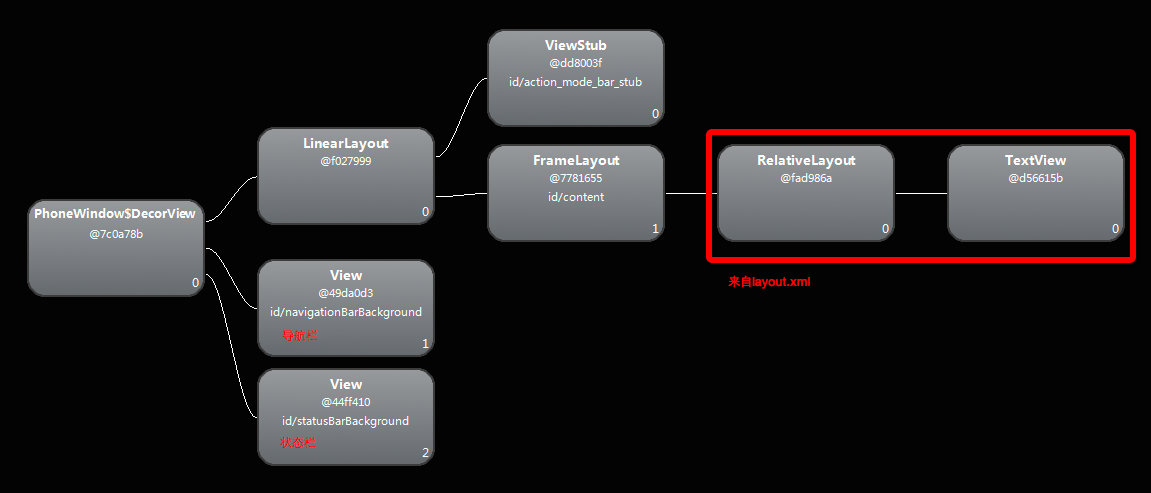 PhoneWindow$DecorView
@7c0a78b
0
LinearLayout
@f027999
0
View
@49da0d3
id/navigationBarBackground
导航栏
1
View
@44ff410
id/statusBarBackground
状态栏
2
ViewStub
@dd8003f
id/action_mode_bar_stub
0
FrameLayout
@7781655
id/content
1
RelativeLayout
@fad986a
0
TextView
@d56615b
0
来自layout.xml